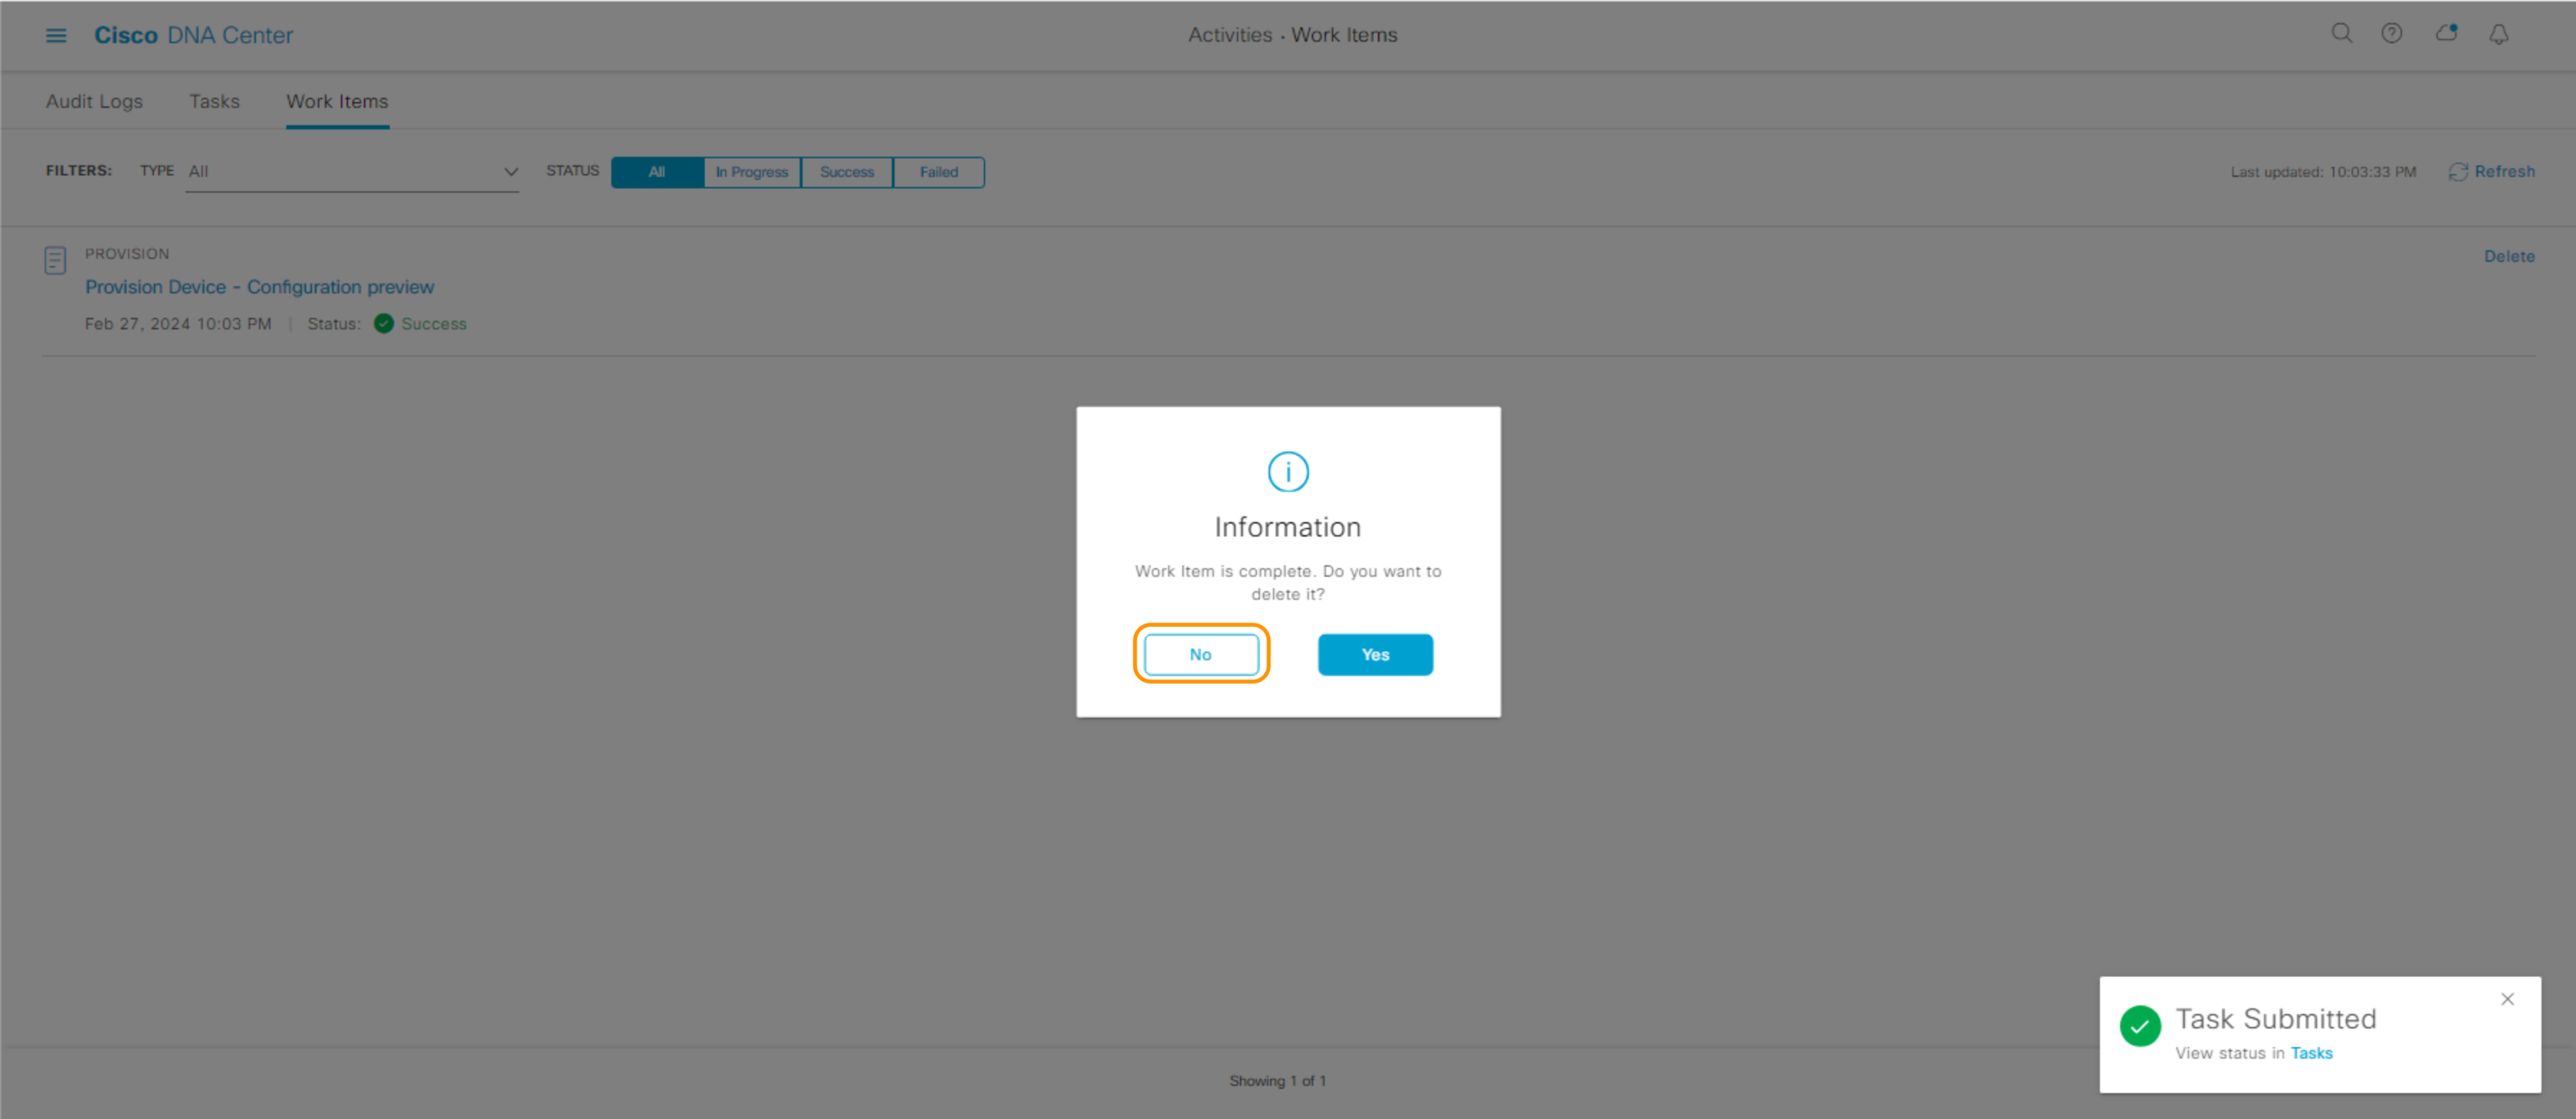 Cisco DNA Center
Activities · Work Items
Audit Logs Tasks Work Items
FILTERS: TYPE All STATUS All In Progress Success Failed Last updated: 10:03:33 PM Refresh
PROVISION
Delete
Provision Device - Configuration preview
Feb 27, 2024 10:03 PM | Status: Success
Information
Work Item is complete. Do you want to
delete it?
No Yes
Task Submitted
View status in Tasks
Showing 1 of 1